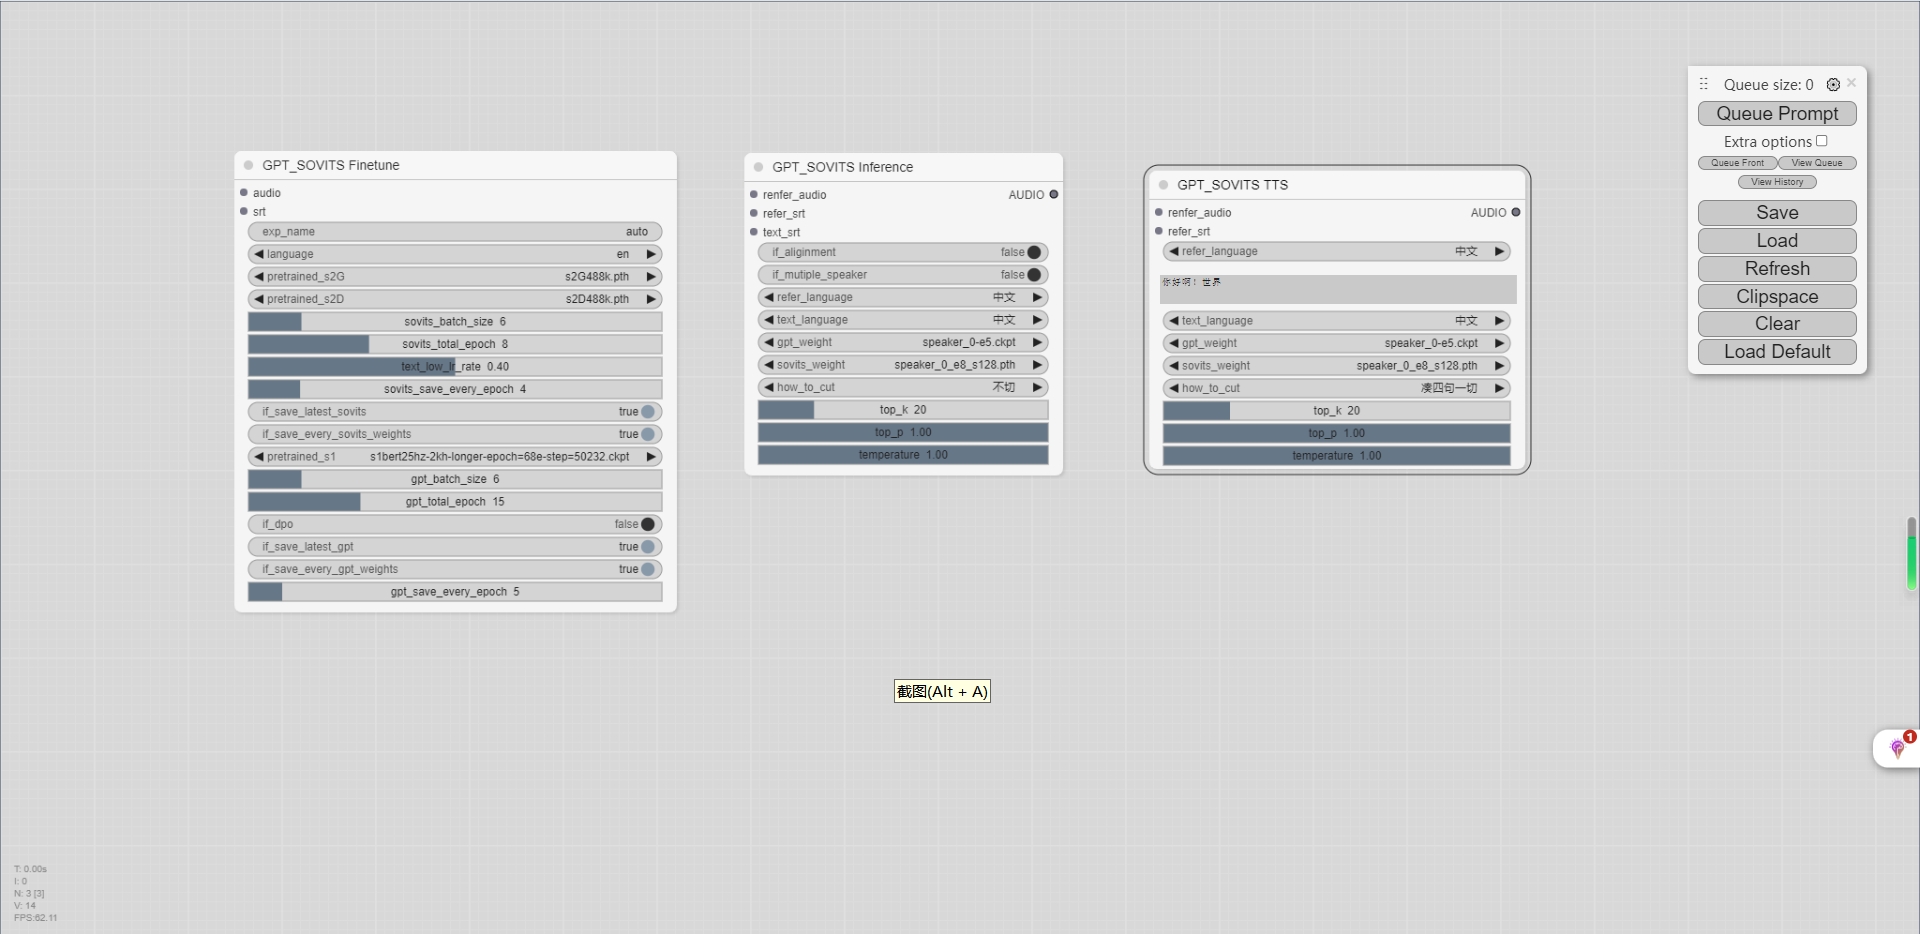 GPT_SOVITS Finetune
audio
srt
exp_name auto
language en
pretrained_s2G s2G488k.pth
pretrained_s2D s2D488k.pth
sovits_batch_size 6
sovits_total_epoch 8
text_low_lr_rate 0.40
sovits_save_every_epoch 4
if_save_latest_sovits true
if_save_every_sovits_weights true
pretrained_s1 s1bert25hz-2kh-longer-epoch=68e-step=50232.ckpt
gpt_batch_size 6
gpt_total_epoch 15
if_dpo false
if_save_latest_gpt true
if_save_every_gpt_weights true
gpt_save_every_epoch 5
GPT_SOVITS Inference
renfer_audio AUDIO
refer_srt
text_srt
if_aliginment false
if_mutiple_speaker false
refer_language 中文
text_language 中文
gpt_weight speaker_0-e5.ckpt
sovits_weight speaker_0_e8_s128.pth
how_to_cut 不切
top_k 20
top_p 1.00
temperature 1.00
GPT_SOVITS TTS
renfer_audio AUDIO
refer_srt
refer_language 中文
你好啊！世界
text_language 中文
gpt_weight speaker_0-e5.ckpt
sovits_weight speaker_0_e8_s128.pth
how_to_cut 凑四句一切
top_k 20
top_p 1.00
temperature 1.00
Queue size: 0
Queue Prompt
Extra options
Queue Front View Queue
View History
Save
Load
Refresh
Clipspace
Clear
Load Default
截图(Alt + A)
1
T: 0.00s
I: 0
N: 3 [3]
V: 14
FPS:62.11